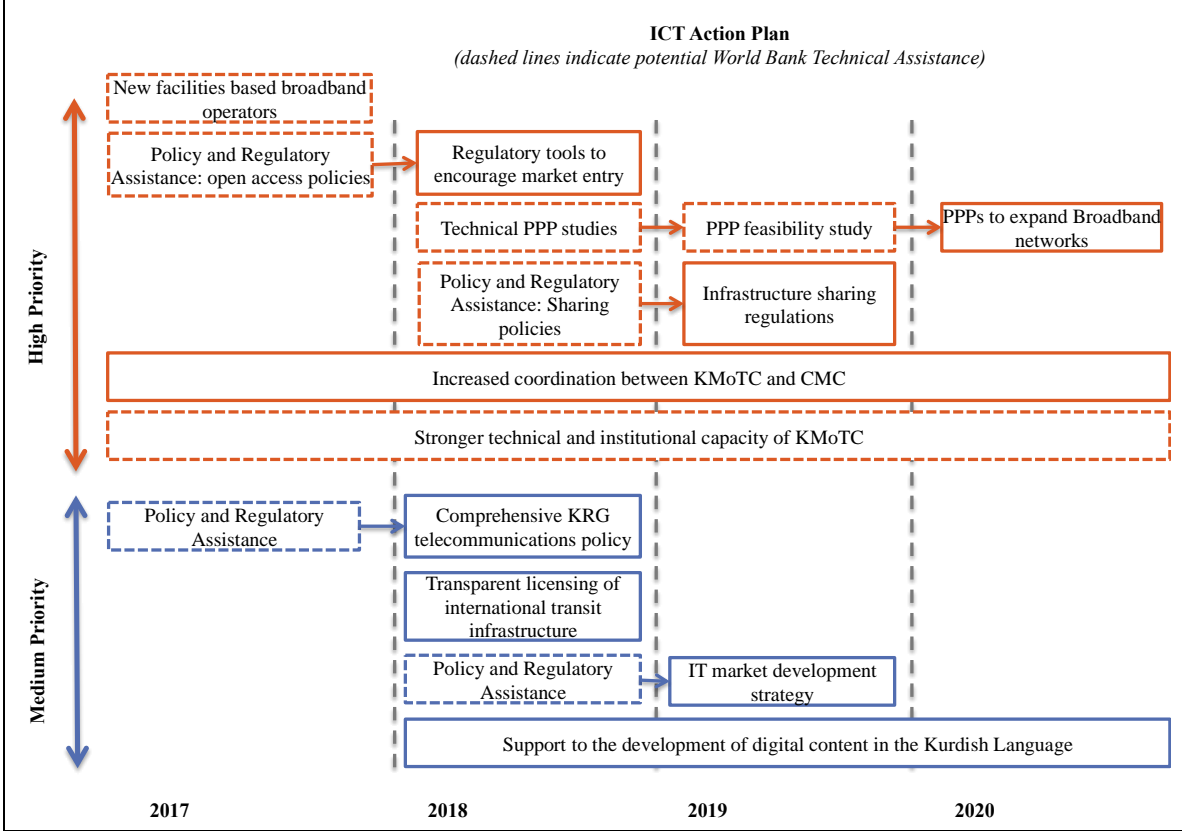 ICT Action Plan
(dashed lines indicate potential World Bank Technical Assistance)
High Priority
New facilities based broadband
operators
Policy and Regulatory
Assistance: open access policies
Regulatory tools to
encourage market entry
Technical PPP studies
PPP feasibility study
PPPs to expand Broadband
networks
Policy and Regulatory
Assistance: Sharing
policies
Infrastructure sharing
regulations
Increased coordination between KMoTC and CMC
Stronger technical and institutional capacity of KMoTC
Medium Priority
Policy and Regulatory
Assistance
Comprehensive KRG
telecommunications policy
Transparent licensing of
international transit
infrastructure
Policy and Regulatory
Assistance
IT market development
strategy
Support to the development of digital content in the Kurdish Language
2017
2018
2019
2020